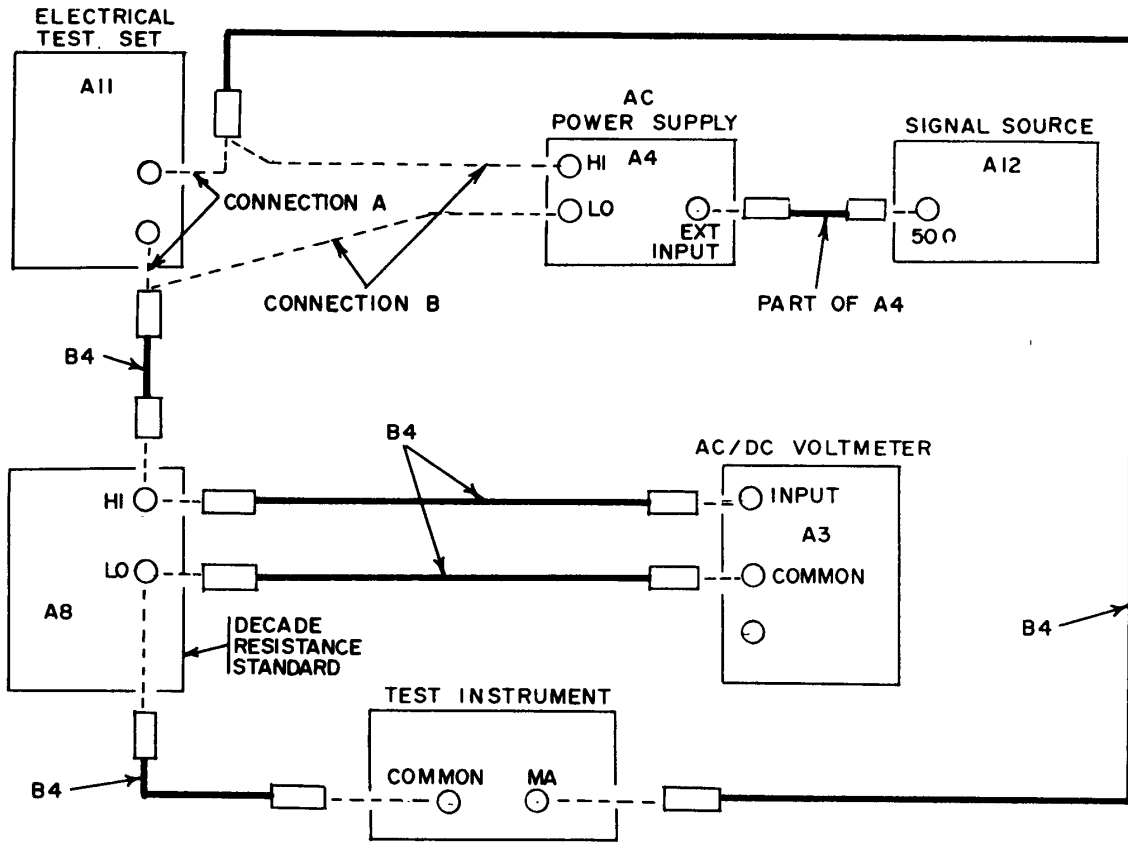 ELECTRICAL
TEST SET
A11
AC
POWER SUPPLY
SIGNAL SOURCE
HI
A4
A12
LO
CONNECTION A
EXT
INPUT
50Ω
CONNECTION B
PART OF A4
B4
B4
AC/DC VOLTMETER
HI
INPUT
A3
LO
COMMON
A8
DECADE
RESISTANCE
STANDARD
B4
TEST INSTRUMENT
COMMON
MA
B4